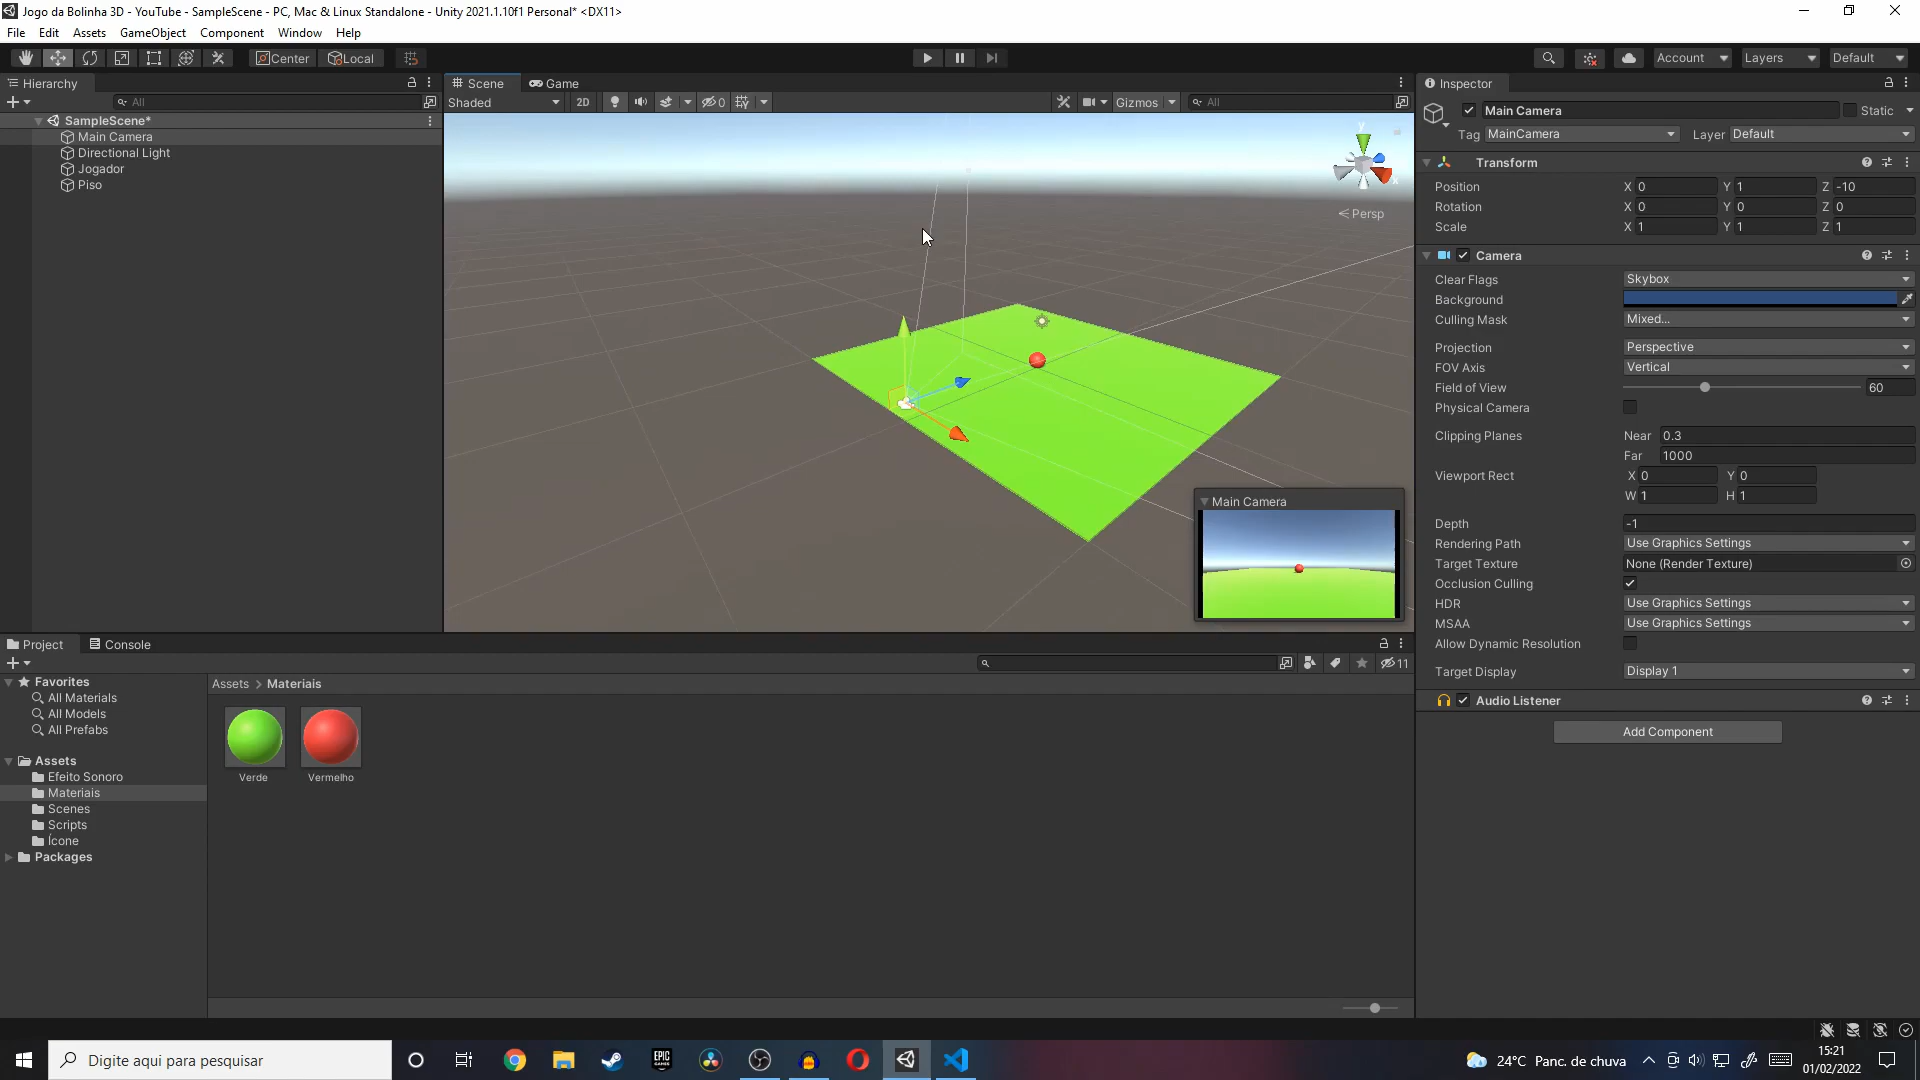 Jogo da Bolinha 3D - YouTube - SampleScene - PC, Mac & Linux Standalone - Unity 2021.1.10f1 Personal* <DX11>
File Edit Assets GameObject Component Window Help
Center Local Account Layers Default
Hierarchy
All
SampleScene*
Main Camera
Directional Light
Jogador
Piso
Scene Game
Shaded 2D 0 Gizmos All
y
x
Persp
Main Camera
Inspector
Main Camera Static
Tag MainCamera Layer Default
Transform
Position X 0 Y 1 Z -10
Rotation X 0 Y 0 Z 0
Scale X 1 Y 1 Z 1
Camera
Clear Flags Skybox
Background
Culling Mask Mixed...
Projection Perspective
FOV Axis Vertical
Field of View 60
Physical Camera
Clipping Planes Near 0.3
Far 1000
Viewport Rect X 0 Y 0
W 1 H 1
Depth -1
Rendering Path Use Graphics Settings
Target Texture None (Render Texture)
Occlusion Culling
HDR Use Graphics Settings
MSAA Use Graphics Settings
Allow Dynamic Resolution
Target Display Display 1
Audio Listener
Add Component
Project Console
11
Favorites
All Materials
All Models
All Prefabs
Assets
Efeito Sonoro
Materiais
Scenes
Scripts
Ícone
Packages
Assets > Materiais
Verde Vermelho
Digite aqui para pesquisar
EPIC GAMES
24°C Panc. de chuva
15:21
01/02/2022